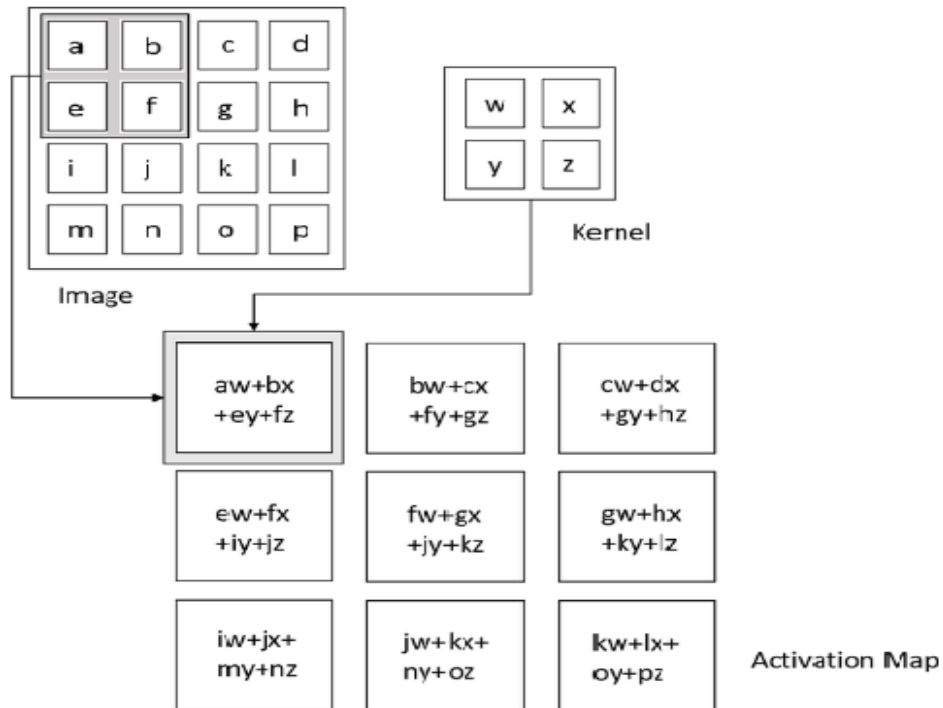 a b c d
e f g h
i j k l
m n o p
Image
w x
y z
Kernel
aw+bx
+ey+fz
bw+cx
+fy+gz
cw+dx
+gy+hz
ew+fx
+iy+jz
fw+gx
+jy+kz
gw+hx
+ky+lz
iw+jx+
my+nz
jw+kx+
ny+oz
kw+lx+
oy+pz
Activation Map